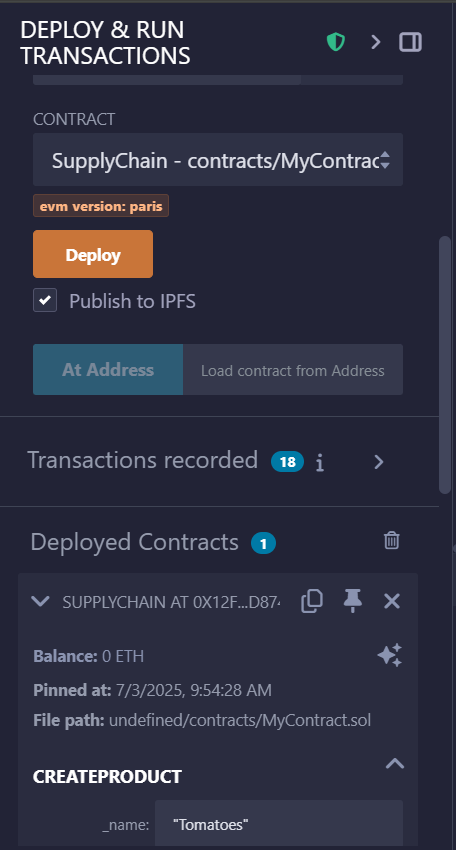 DEPLOY & RUN
TRANSACTIONS
CONTRACT
SupplyChain - contracts/MyContrac
evm version: paris
Deploy
Publish to IPFS
At Address Load contract from Address
Transactions recorded 18 i
Deployed Contracts 1
SUPPLYCHAIN AT 0X12F...D874
Balance: 0 ETH
Pinned at: 7/3/2025, 9:54:28 AM
File path: undefined/contracts/MyContract.sol
CREATEPRODUCT
_name: "Tomatoes"